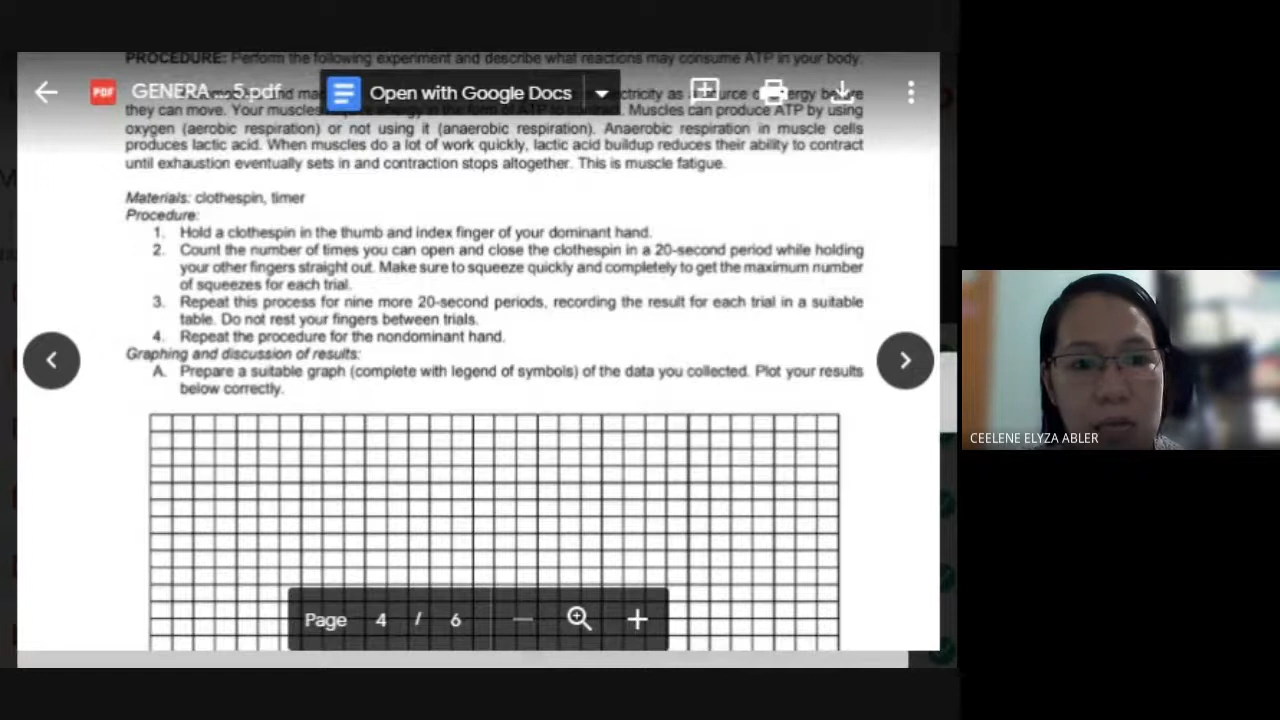 PROCEDURE: Perform the following experiment and describe what reactions may consume ATP in your body.
PDF GENERA ... 5.pdf Open with Google Docs
they can move. Your muscles energy in the form of ATP to contract. Muscles can produce ATP by using
oxygen (aerobic respiration) or not using it (anaerobic respiration). Anaerobic respiration in muscle cells
produces lactic acid. When muscles do a lot of work quickly, lactic acid buildup reduces their ability to contract
until exhaustion eventually sets in and contraction stops altogether. This is muscle fatigue.
Materials: clothespin, timer
Procedure:
1. Hold a clothespin in the thumb and index finger of your dominant hand.
2. Count the number of times you can open and close the clothespin in a 20-second period while holding
your other fingers straight out. Make sure to squeeze quickly and completely to get the maximum number
of squeezes for each trial.
3. Repeat this process for nine more 20-second periods, recording the result for each trial in a suitable
table. Do not rest your fingers between trials.
4. Repeat the procedure for the nondominant hand.
Graphing and discussion of results:
A. Prepare a suitable graph (complete with legend of symbols) of the data you collected. Plot your results
below correctly.
Page 4 / 6
CEELENE ELYZA ABLER